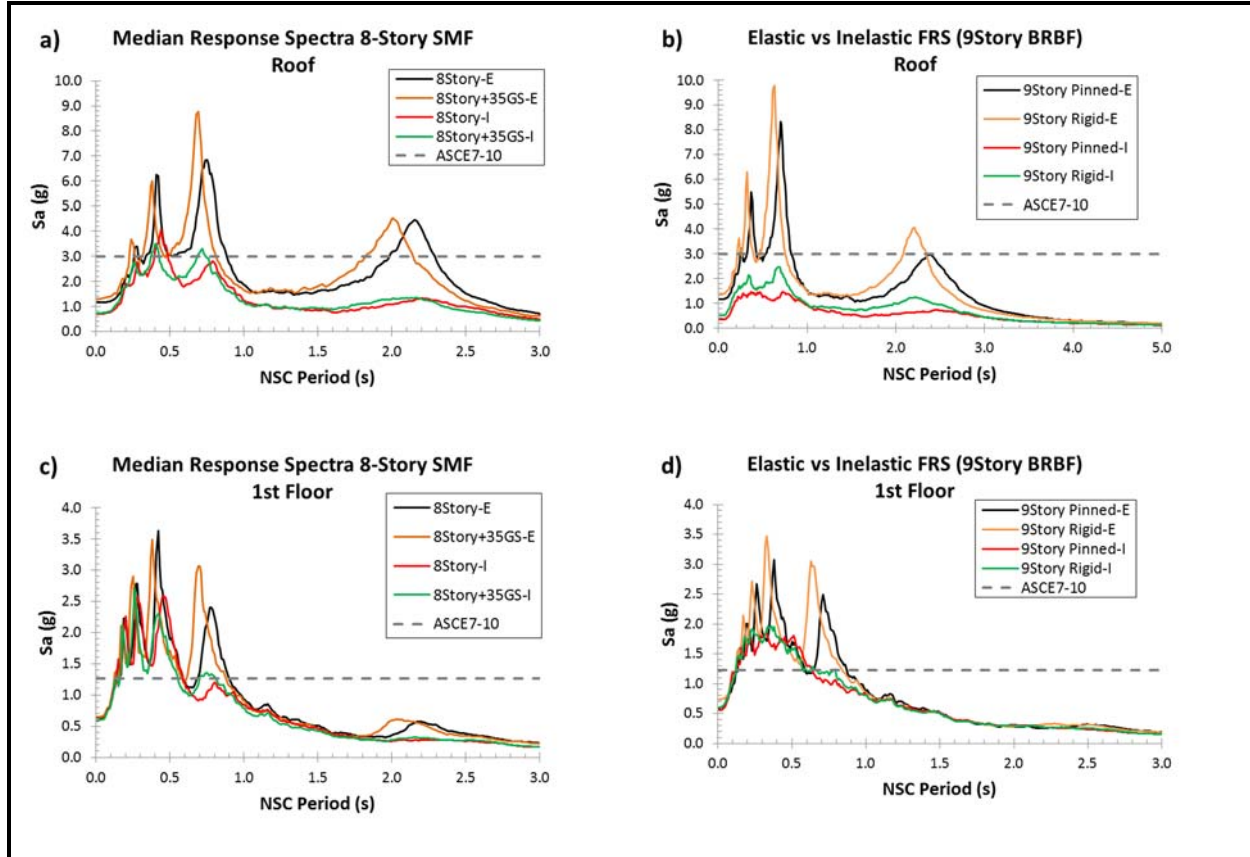 a)
Median Response Spectra 8-Story SMF
Roof
10.0
9.0
8.0
7.0
6.0
5.0
4.0
3.0
2.0
1.0
0.0
Sa (g)
8Story-E
8Story+35GS-E
8Story-I
8Story+35GS-I
ASCE7-10
0.0 0.5 1.0 1.5 2.0 2.5 3.0
NSC Period (s)
b)
Elastic vs Inelastic FRS (9Story BRBF)
Roof
10.0
9.0
8.0
7.0
6.0
5.0
4.0
3.0
2.0
1.0
0.0
Sa (g)
9Story Pinned-E
9Story Rigid-E
9Story Pinned-I
9Story Rigid-I
ASCE7-10
0.0 1.0 2.0 3.0 4.0 5.0
NSC Period (s)
c)
Median Response Spectra 8-Story SMF
1st Floor
4.0
3.5
3.0
2.5
2.0
1.5
1.0
0.5
0.0
Sa (g)
8Story-E
8Story+35GS-E
8Story-I
8Story+35GS-I
ASCE7-10
0.0 0.5 1.0 1.5 2.0 2.5 3.0
NSC Period (s)
d)
Elastic vs Inelastic FRS (9Story BRBF)
1st Floor
4.0
3.5
3.0
2.5
2.0
1.5
1.0
0.5
0.0
Sa (g)
9Story Pinned-E
9Story Rigid-E
9Story Pinned-I
9Story Rigid-I
ASCE7-10
0.0 0.5 1.0 1.5 2.0 2.5 3.0
NSC Period (s)